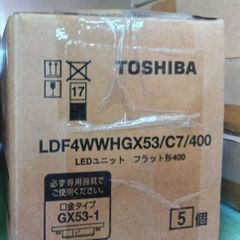 17
TOSHIBA
LDF4WWHGX53/C7/400
LEDユニット フラット形400
必ず専用器具で
ご使用ください。
口金タイプ
GX53-1
5個